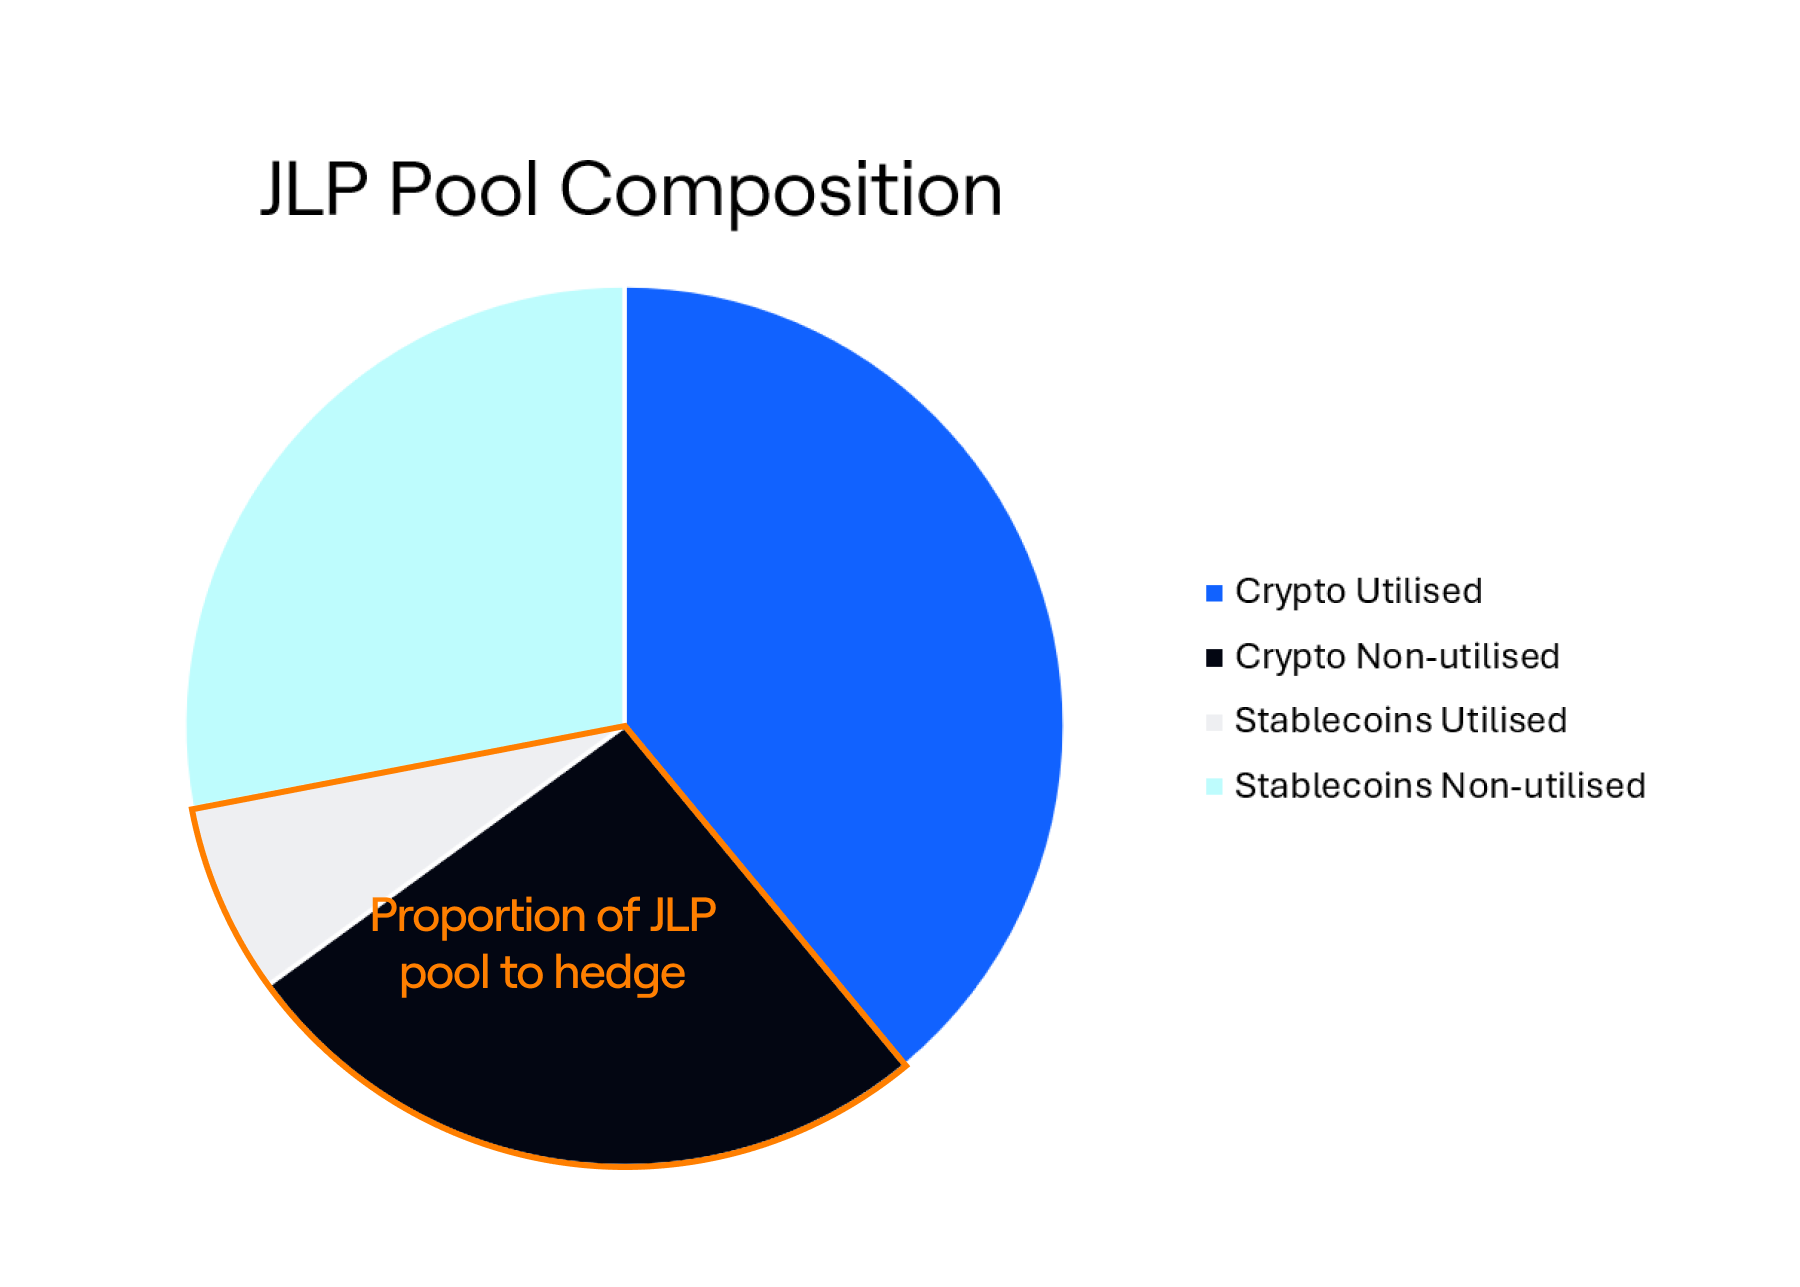 JLP Pool Composition
Crypto Utilised
Crypto Non-utilised
Stablecoins Utilised
Stablecoins Non-utilised
Proportion of JLP
pool to hedge